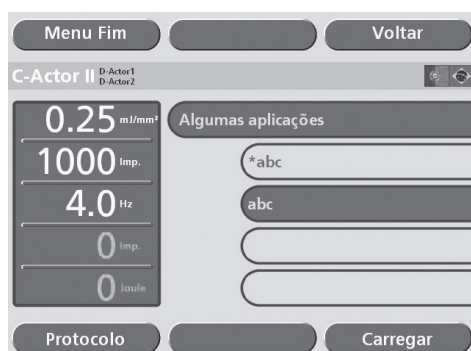 Menu Fim
Voltar
C-Actor II D-Actor1
D-Actor2
0.25 mJ/mm²
Algumas aplicações
1000 Imp.
*abc
4.0 Hz
abc
0 Imp.
0 Joule
Protocolo
Carregar